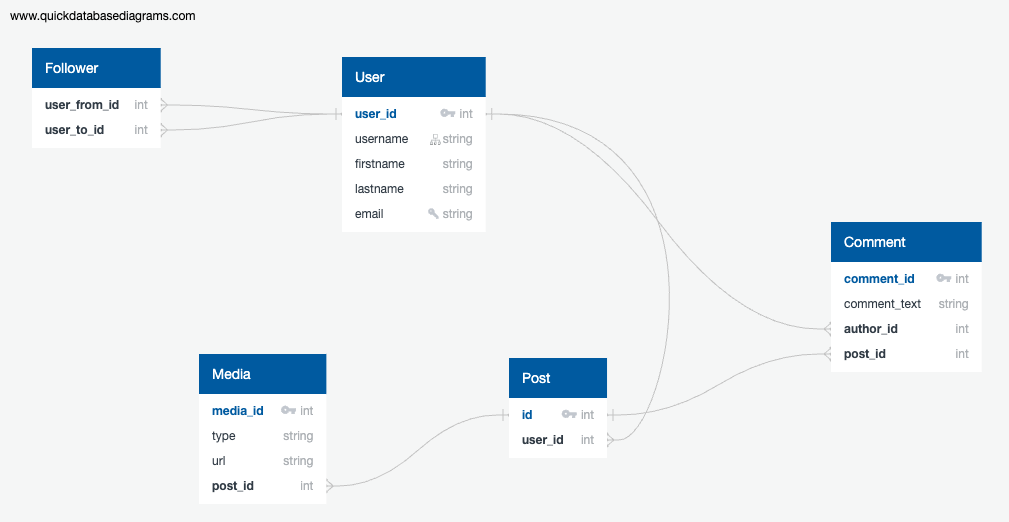 www.quickdatabasediagrams.com
Follower
user_from_id int
user_to_id int
User
user_id int
username string
firstname string
lastname string
email string
Comment
comment_id int
comment_text string
author_id int
post_id int
Media
media_id int
type string
url string
post_id int
Post
id int
user_id int